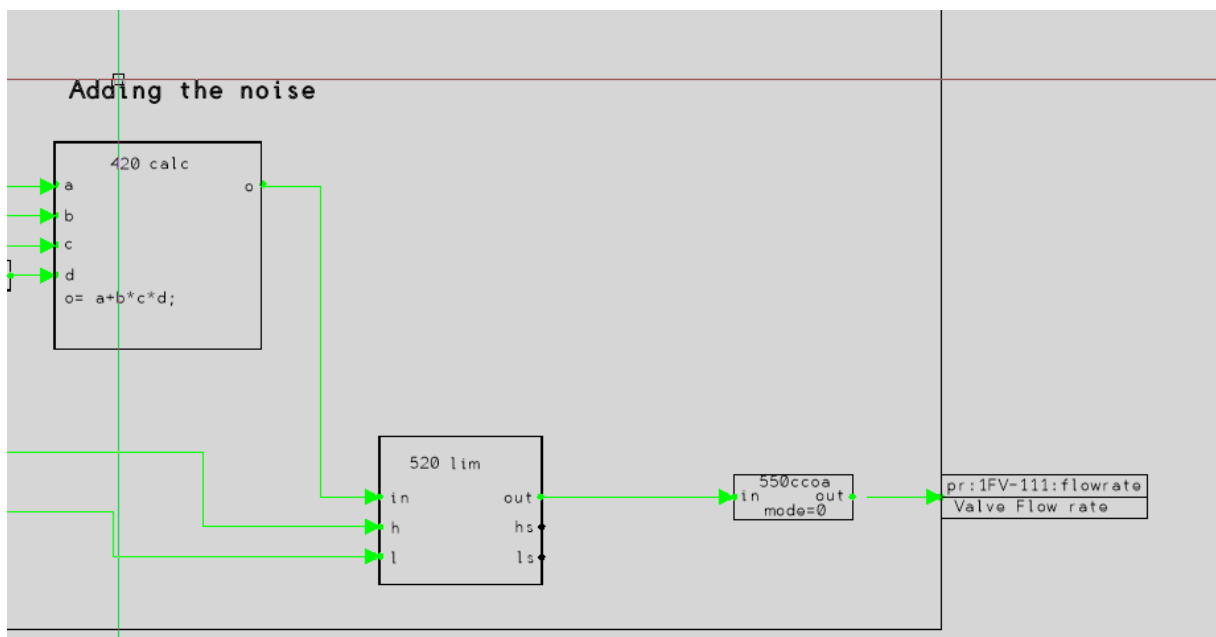 Adding the noise
420 calc
a o
b
c
d
o= a+b*c*d;
520 lim
in out
h hs
l ls
550ccoa
in out
mode=0
pr:1FV-111:flowrate
Valve Flow rate